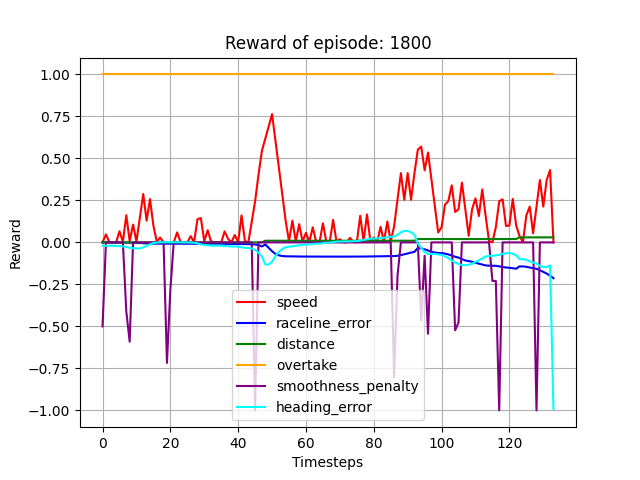 Reward of episode: 1800
1.00
0.75
0.50
0.25
0.00
−0.25
−0.50
−0.75
−1.00
Reward
speed
raceline_error
distance
overtake
smoothness_penalty
heading_error
0 20 40 60 80 100 120
Timesteps